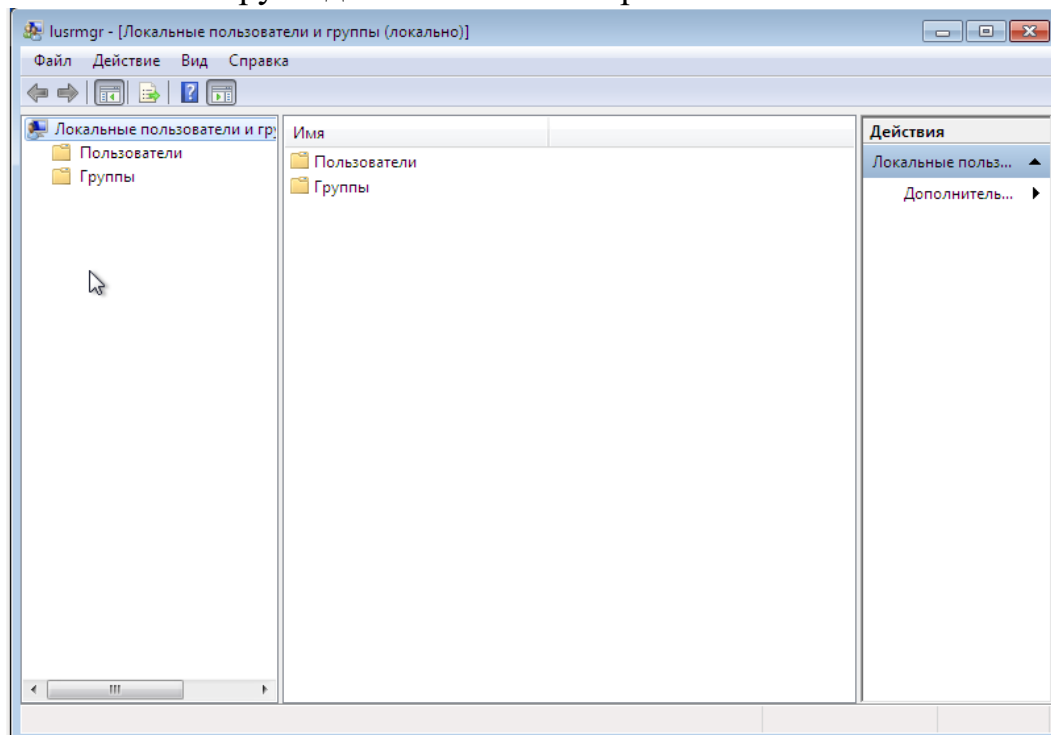 lusrmgr - [Локальные пользователи и группы (локально)]
Файл Действие Вид Справка
Локальные пользователи и гр
Пользователи
Группы
Имя
Пользователи
Группы
Действия
Локальные польз...
Дополнитель...